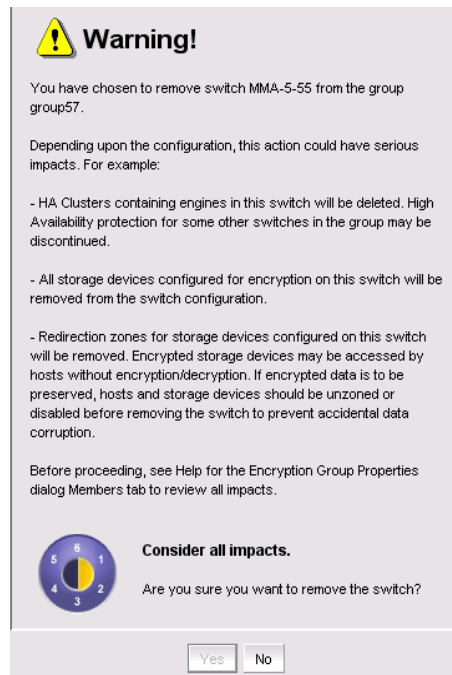 Warning!
You have chosen to remove switch MMA-5-55 from the group
group57.
Depending upon the configuration, this action could have serious
impacts. For example:
- HA Clusters containing engines in this switch will be deleted. High
Availability protection for some other switches in the group may be
discontinued.
- All storage devices configured for encryption on this switch will be
removed from the switch configuration.
- Redirection zones for storage devices configured on this switch
will be removed. Encrypted storage devices may be accessed by
hosts without encryption/decryption. If encrypted data is to be
preserved, hosts and storage devices should be unzoned or
disabled before removing the switch to prevent accidental data
corruption.
Before proceeding, see Help for the Encryption Group Properties
dialog Members tab to review all impacts.
6
5 1
4 2
3
Consider all impacts.
Are you sure you want to remove the switch?
Yes No